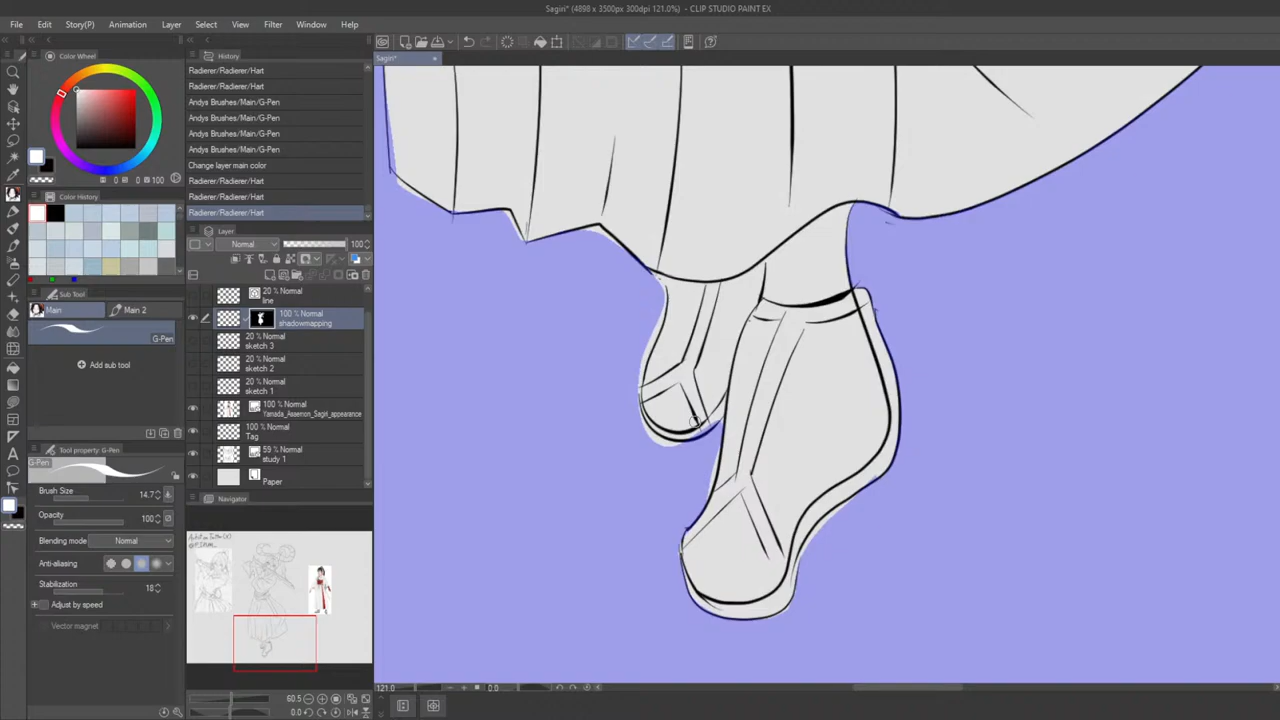 Sagiri* (4898 x 3500px 300dpi 121.0%) - CLIP STUDIO PAINT EX
File Edit Story(P) Animation Layer Select View Filter Window Help
Sagiri*
Color Wheel
0 0 100
Color History
Sub Tool
Main
Main 2
G-Pen
Add sub tool
Tool property: G-Pen
G-Pen
Brush Size 14.7
Opacity 100
Blending mode Normal
Anti-aliasing
Stabilization 18
Adjust by speed
Vector magnet
History
Radierer/Radierer/Hart
Radierer/Radierer/Hart
Andys Brushes/Main/G-Pen
Andys Brushes/Main/G-Pen
Andys Brushes/Main/G-Pen
Andys Brushes/Main/G-Pen
Change layer main color
Radierer/Radierer/Hart
Radierer/Radierer/Hart
Radierer/Radierer/Hart
Layer
Normal 100
20 % Normal
line
100 % Normal
shadowmapping
20 % Normal
sketch 3
20 % Normal
sketch 2
20 % Normal
sketch 1
100 % Normal
Yamada_Asaemon_Sagiri_appearance
100 % Normal
Tag
59 % Normal
study 1
Paper
Navigator
60.5
0.0
121.0
0.0